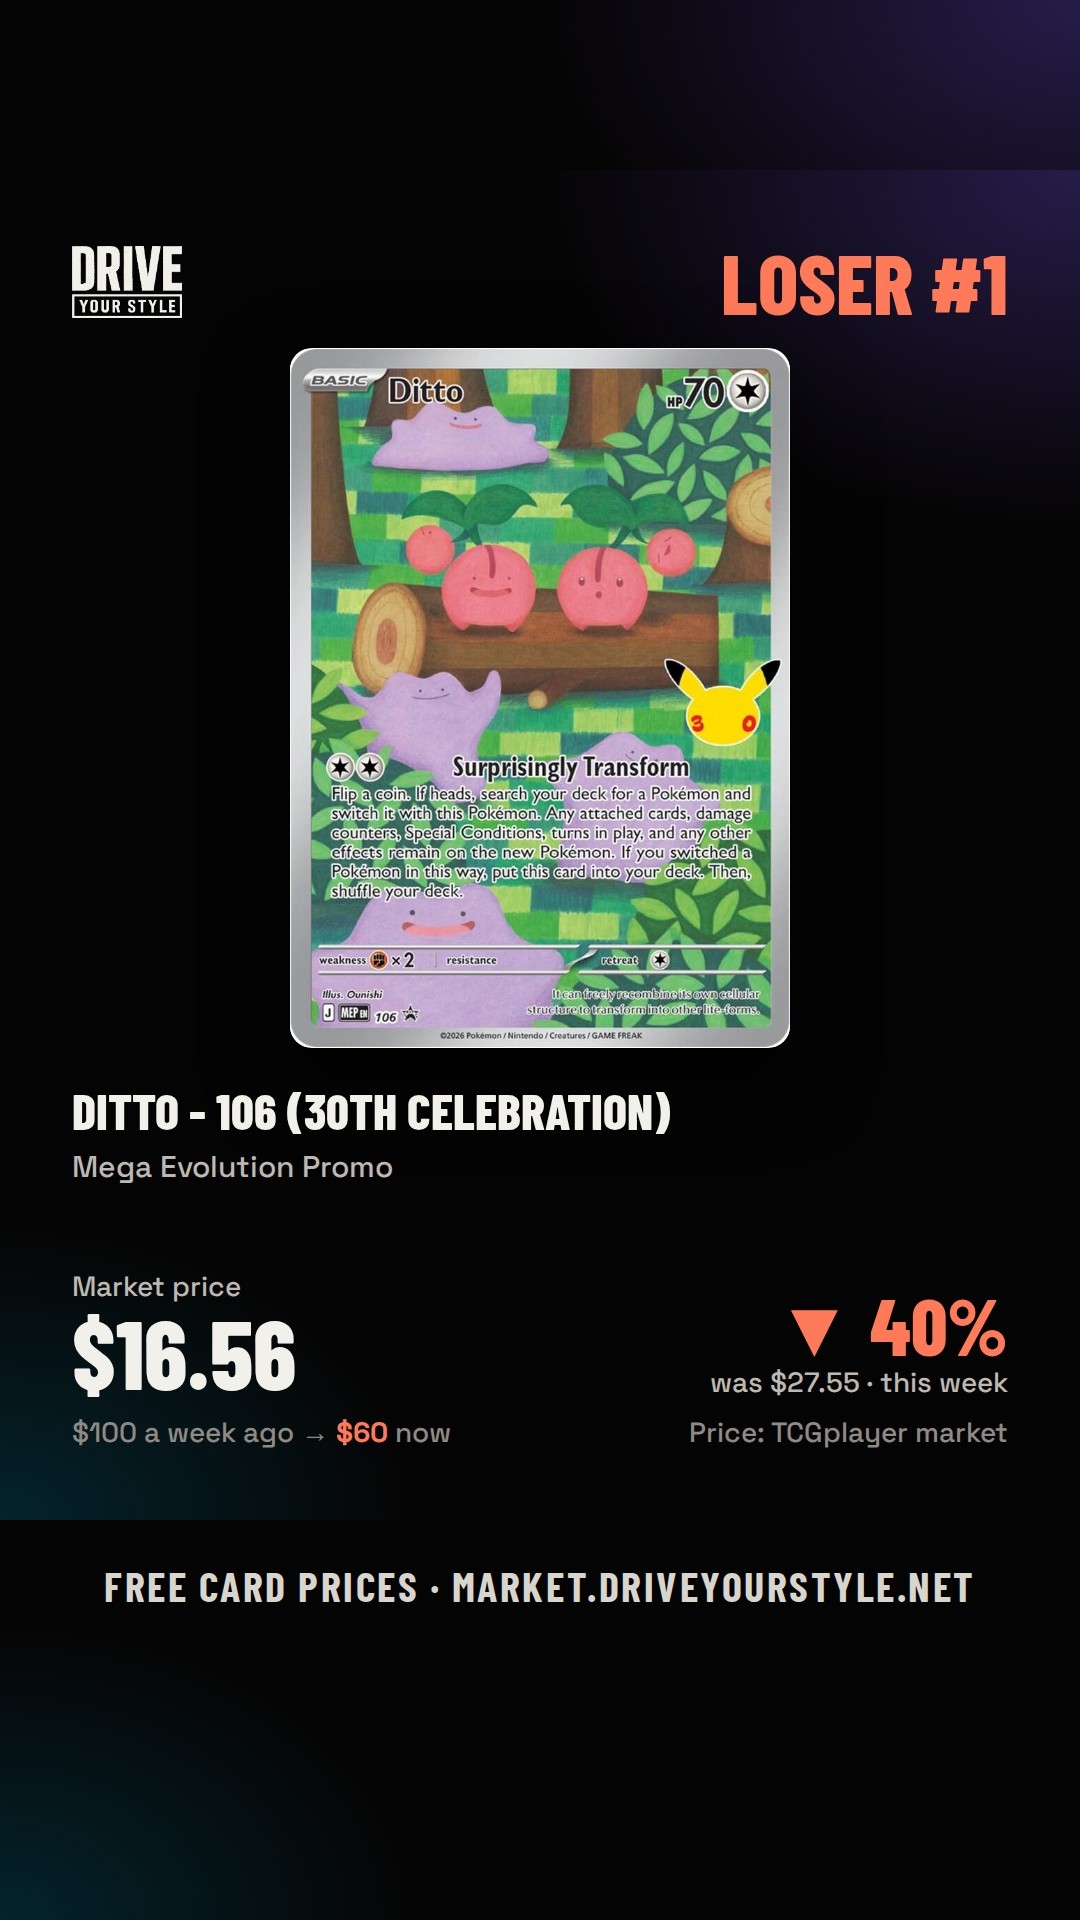 DRIVE
YOUR STYLE
LOSER #1
BASIC
Ditto
HP 70
30
Surprisingly Transform
Flip a coin. If heads, search your deck for a Pokémon and
switch it with this Pokémon. Any attached cards, damage
counters, Special Conditions, turns in play, and any other
effects remain on the new Pokémon. If you switched a
Pokémon in this way, put this card into your deck. Then,
shuffle your deck.
weakness ×2 resistance retreat
Illus. Ounishi
It can freely recombine its own cellular
structure to transform into other life-forms.
J MEP EN 106
©2026 Pokémon / Nintendo / Creatures / GAME FREAK
DITTO - 106 (30TH CELEBRATION)
Mega Evolution Promo
Market price
$16.56
▼ 40%
was $27.55 · this week
$100 a week ago → $60 now
Price: TCGplayer market
FREE CARD PRICES · MARKET.DRIVEYOURSTYLE.NET